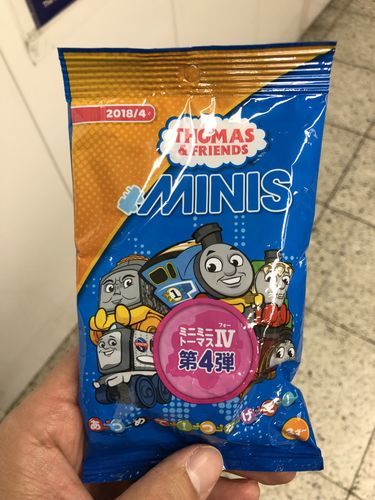 2018/4
THOMAS
& FRIENDS
MINIS
ミニミニ
トーマスIV
フォー
第4弾
1